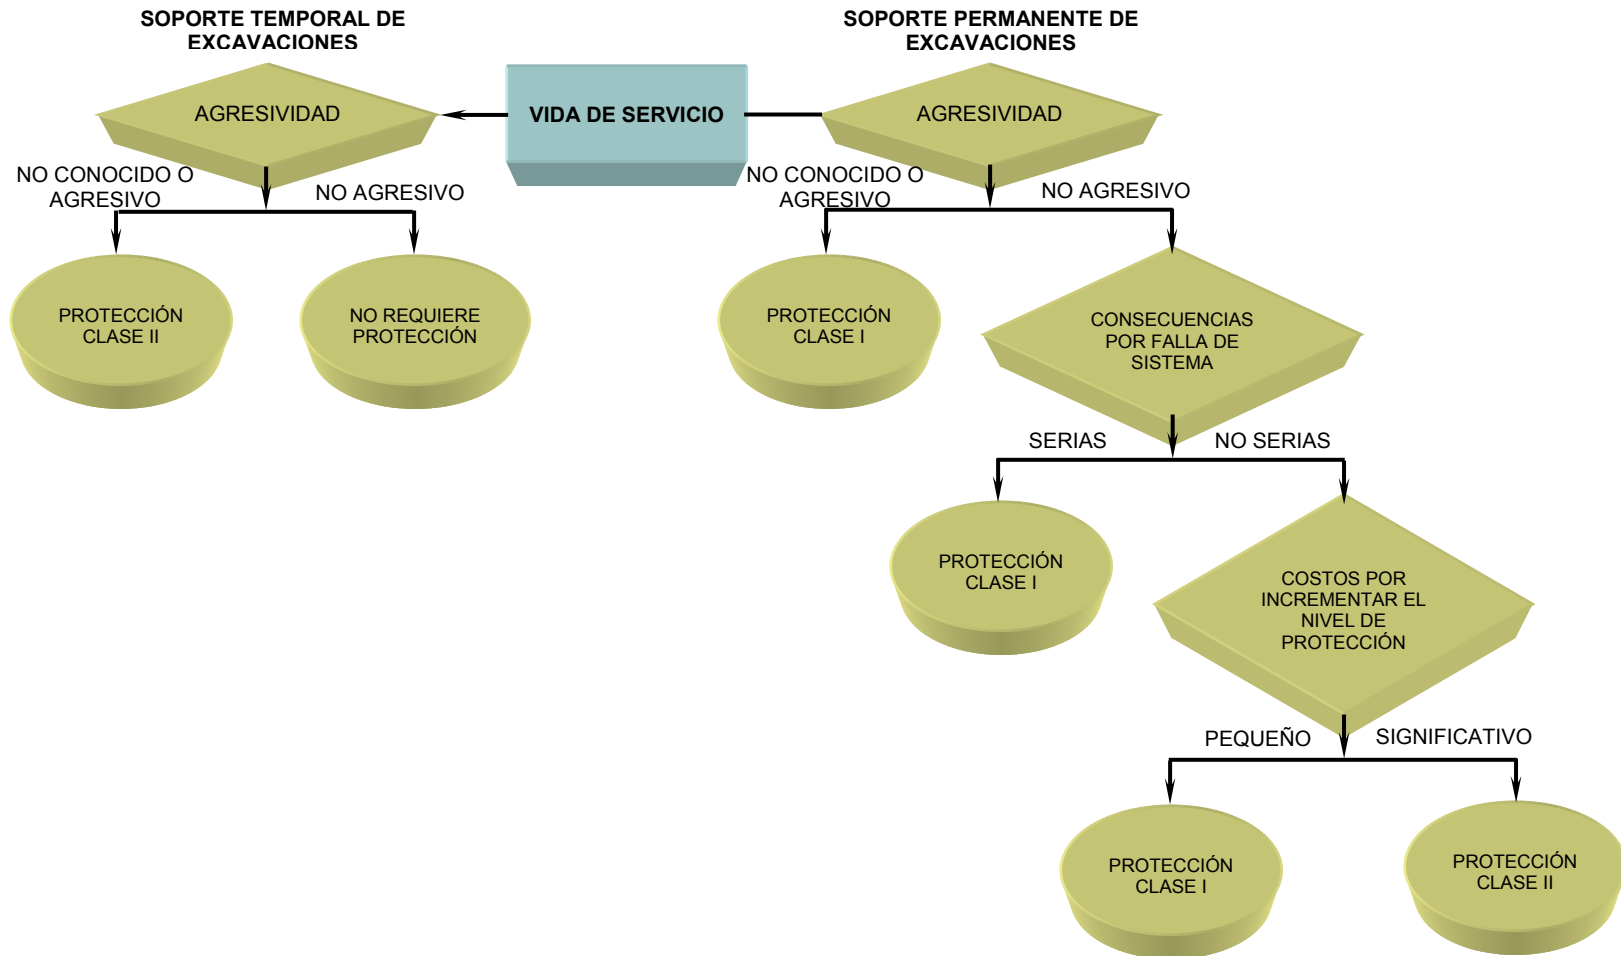 SOPORTE TEMPORAL DE
EXCAVACIONES
SOPORTE PERMANENTE DE
EXCAVACIONES
AGRESIVIDAD
VIDA DE SERVICIO
AGRESIVIDAD
NO CONOCIDO O
AGRESIVO
NO AGRESIVO
NO CONOCIDO O
AGRESIVO
NO AGRESIVO
PROTECCIÓN
CLASE II
NO REQUIERE
PROTECCIÓN
PROTECCIÓN
CLASE I
CONSECUENCIAS
POR FALLA DE
SISTEMA
SERIAS
NO SERIAS
PROTECCIÓN
CLASE I
COSTOS POR
INCREMENTAR EL
NIVEL DE
PROTECCIÓN
PEQUEÑO
SIGNIFICATIVO
PROTECCIÓN
CLASE I
PROTECCIÓN
CLASE II